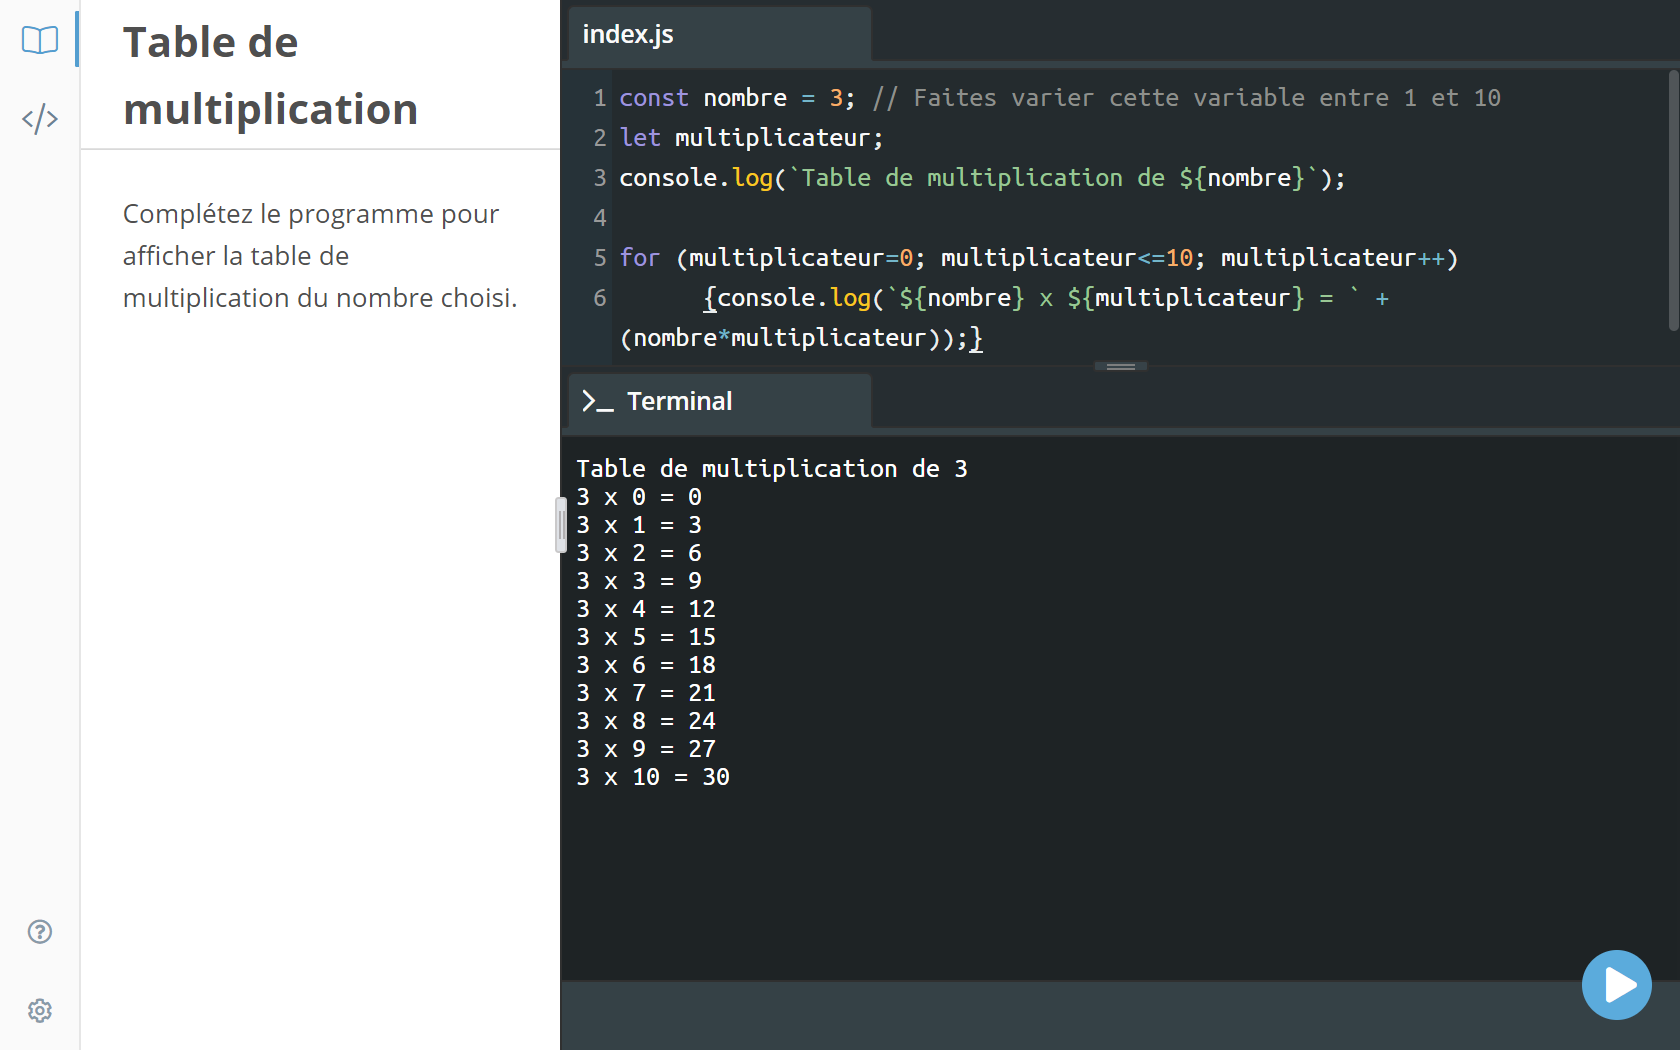 Table de
multiplication
Complétez le programme pour
afficher la table de
multiplication du nombre choisi.
index.js
1 const nombre = 3; // Faites varier cette variable entre 1 et 10
2 let multiplicateur;
3 console.log(`Table de multiplication de ${nombre}`);
4
5 for (multiplicateur=0; multiplicateur<=10; multiplicateur++)
6 {console.log(`${nombre} x ${multiplicateur} = ` +
(nombre*multiplicateur));}
>_ Terminal
Table de multiplication de 3
3 x 0 = 0
3 x 1 = 3
3 x 2 = 6
3 x 3 = 9
3 x 4 = 12
3 x 5 = 15
3 x 6 = 18
3 x 7 = 21
3 x 8 = 24
3 x 9 = 27
3 x 10 = 30